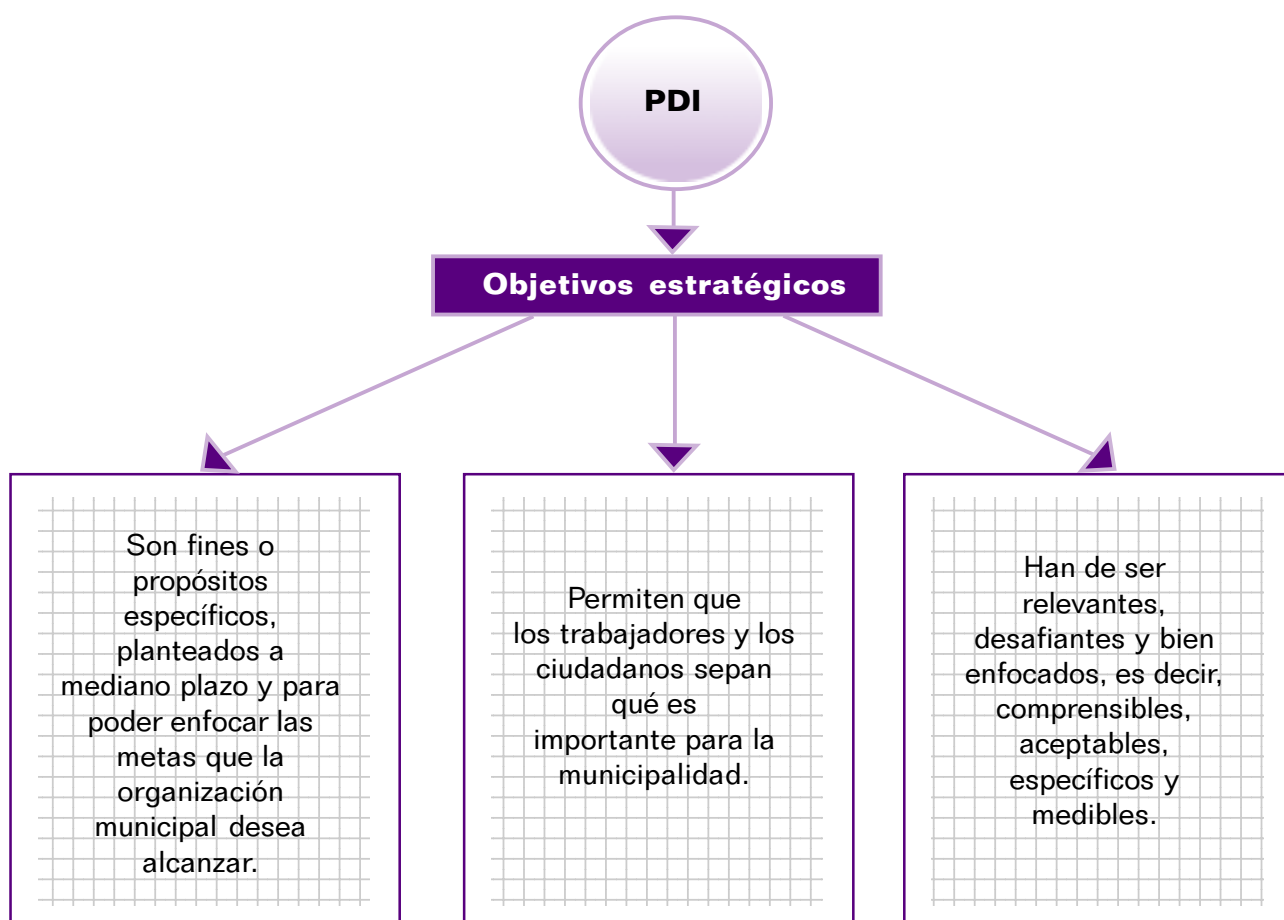 PDI
Objetivos estratégicos
Son fines o
propósitos
específicos,
planteados a
mediano plazo y para
poder enfocar las
metas que la
organización
municipal desea
alcanzar.
Permiten que
los trabajadores y los
ciudadanos sepan
qué es
importante para la
municipalidad.
Han de ser
relevantes,
desafiantes y bien
enfocados, es decir,
comprensibles,
aceptables,
específicos y
medibles.